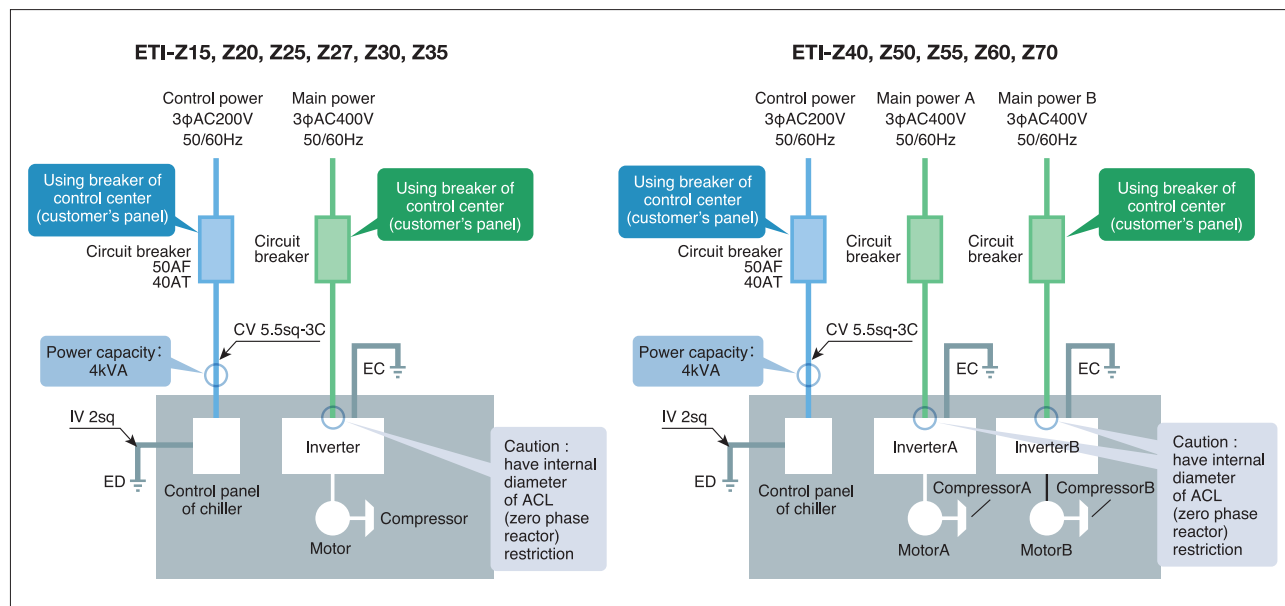 ETI-Z15, Z20, Z25, Z27, Z30, Z35
Control power
3φAC200V
50/60Hz
Main power
3φAC400V
50/60Hz
Using breaker of
control center
(customer's panel)
Using breaker of
control center
(customer's panel)
Circuit breaker
50AF
40AT
Circuit
breaker
CV 5.5sq-3C
Power capacity:
4kVA
EC
IV 2sq
ED
Inverter
Control panel
of chiller
Compressor
Motor
Caution :
have internal
diameter
of ACL
(zero phase
reactor)
restriction
ETI-Z40, Z50, Z55, Z60, Z70
Control power
3φAC200V
50/60Hz
Main power A
3φAC400V
50/60Hz
Main power B
3φAC400V
50/60Hz
Using breaker of
control center
(customer's panel)
Using breaker of
control center
(customer's panel)
Circuit breaker
50AF
40AT
Circuit
breaker
Circuit
breaker
CV 5.5sq-3C
Power capacity:
4kVA
EC
EC
IV 2sq
ED
InverterA
InverterB
Control panel
of chiller
CompressorA
CompressorB
MotorA
MotorB
Caution :
have internal
diameter
of ACL
(zero phase
reactor)
restriction